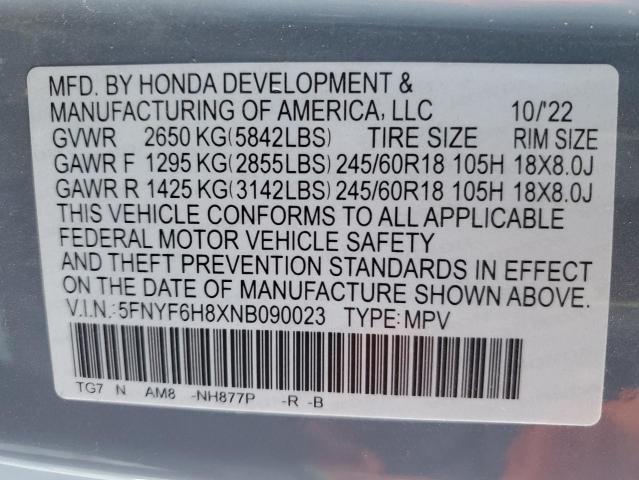 MFD. BY HONDA DEVELOPMENT &
MANUFACTURING OF AMERICA, LLC 10/'22
GVWR 2650 KG(5842LBS) TIRE SIZE RIM SIZE
GAWR F 1295 KG(2855LBS) 245/60R18 105H 18X8.0J
GAWR R 1425 KG(3142LBS) 245/60R18 105H 18X8.0J
THIS VEHICLE CONFORMS TO ALL APPLICABLE
FEDERAL MOTOR VEHICLE SAFETY
AND THEFT PREVENTION STANDARDS IN EFFECT
ON THE DATE OF MANUFACTURE SHOWN ABOVE.
V.I.N.:5FNYF6H8XNB090023 TYPE:MPV
TG7 N AM8 -NH877P -R -B